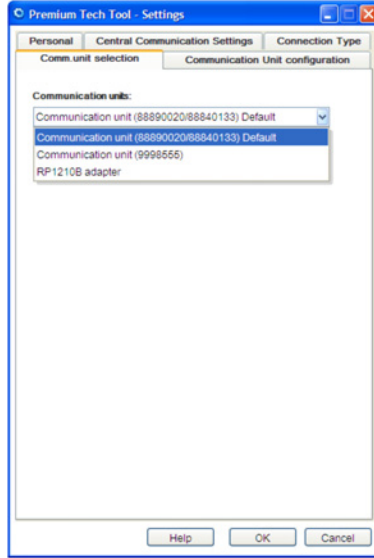 Premium Tech Tool - Settings
Personal Central Communication Settings Connection Type
Comm.unit selection Communication Unit configuration
Communication units:
Communication unit (88890020/88840133) Default
Communication unit (88890020/88840133) Default
Communication unit (9998555)
RP1210B adapter
Help OK Cancel